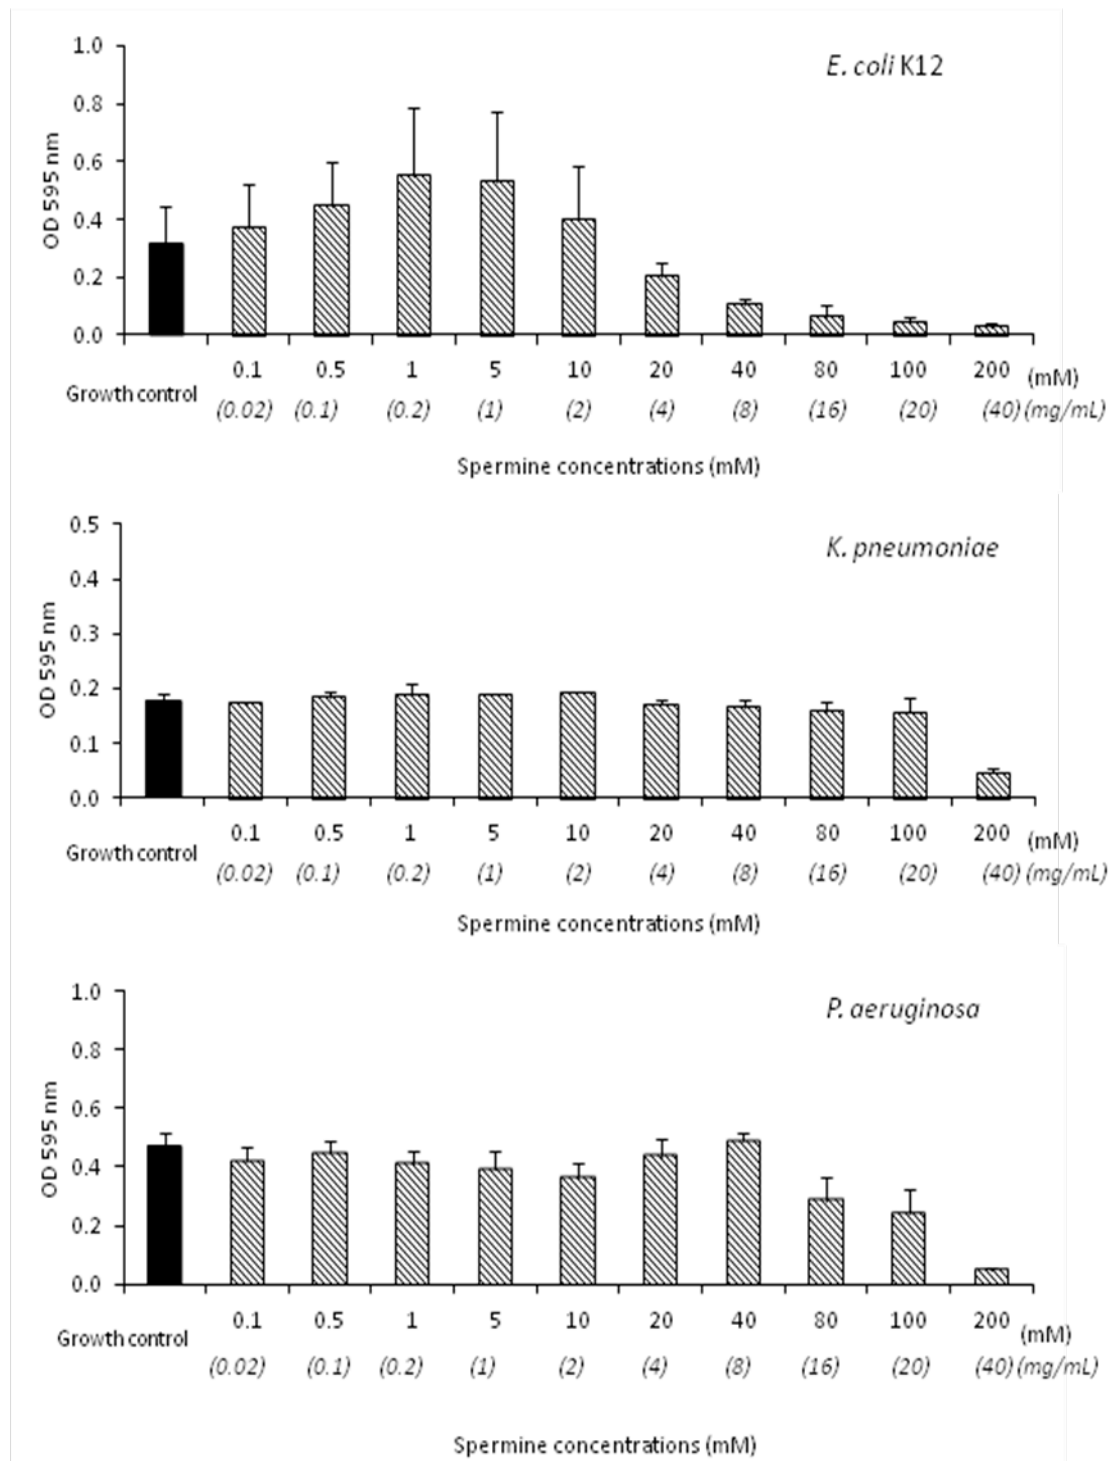 E. coli K12
OD 595 nm
1.0
0.8
0.6
0.4
0.2
0.0
0.1 0.5 1 5 10 20 40 80 100 200 (mM)
Growth control
(0.02) (0.1) (0.2) (1) (2) (4) (8) (16) (20) (40) (mg/mL)
Spermine concentrations (mM)
K. pneumoniae
OD 595 nm
0.5
0.4
0.3
0.2
0.1
0.0
0.1 0.5 1 5 10 20 40 80 100 200 (mM)
Growth control
(0.02) (0.1) (0.2) (1) (2) (4) (8) (16) (20) (40) (mg/mL)
Spermine concentrations (mM)
P. aeruginosa
OD 595 nm
1.0
0.8
0.6
0.4
0.2
0.0
0.1 0.5 1 5 10 20 40 80 100 200 (mM)
Growth control
(0.02) (0.1) (0.2) (1) (2) (4) (8) (16) (20) (40) (mg/mL)
Spermine concentrations (mM)